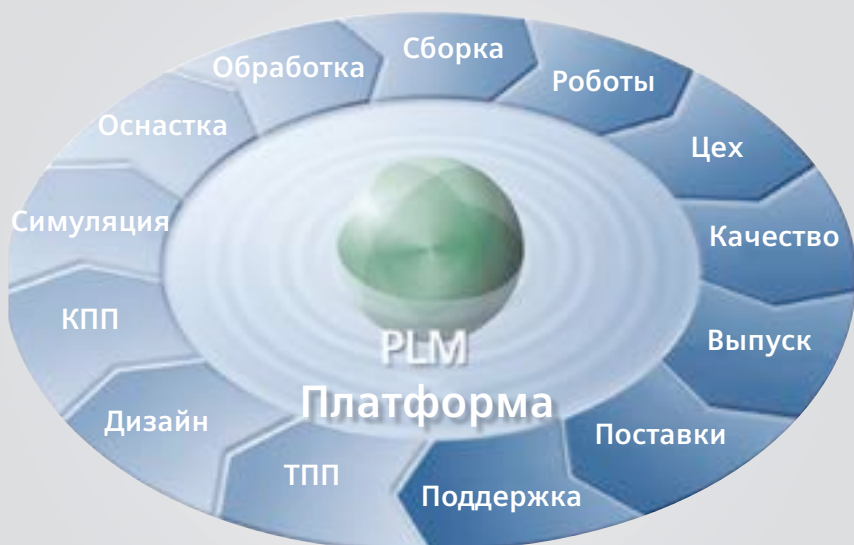 Сборка
Обработка
Роботы
Оснастка
Цех
Симуляция
Качество
КПП
Выпуск
PLM
Платформа
Дизайн
Поставки
ТПП
Поддержка